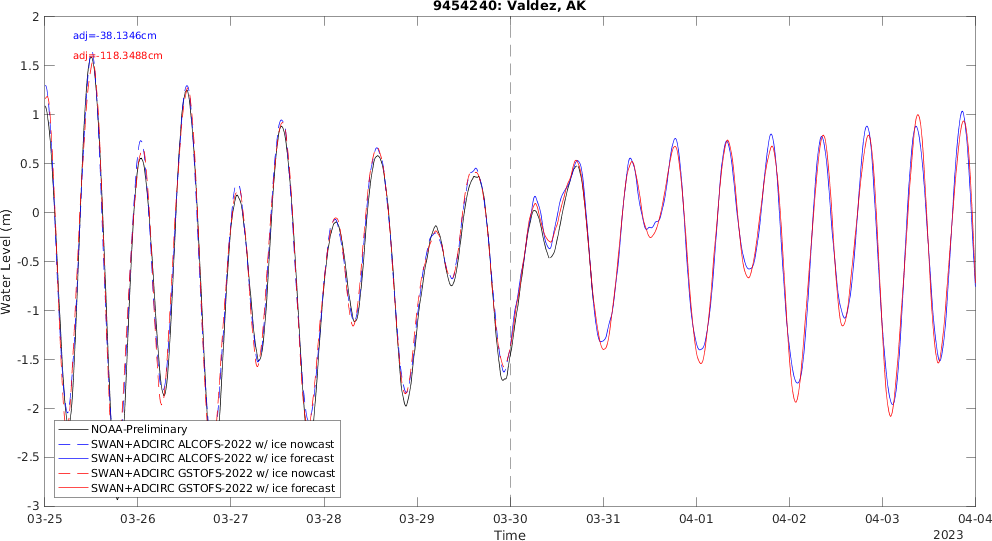 9454240: Valdez, AK
adj=-38.1346cm
adj=-118.3488cm
Water Level (m)
2
1.5
1
0.5
0
-0.5
-1
-1.5
-2
-2.5
-3
NOAA-Preliminary
SWAN+ADCIRC ALCOFS-2022 w/ ice nowcast
SWAN+ADCIRC ALCOFS-2022 w/ ice forecast
SWAN+ADCIRC GSTOFS-2022 w/ ice nowcast
SWAN+ADCIRC GSTOFS-2022 w/ ice forecast
03-25 03-26 03-27 03-28 03-29 03-30 03-31 04-01 04-02 04-03 04-04
Time
2023